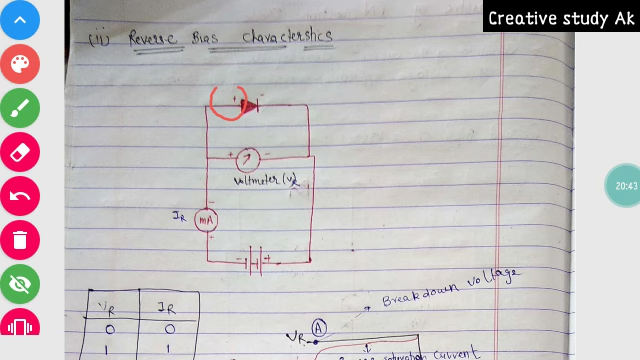 Creative study Ak
(ii) Reverse Bias Characterstics
+ -
+ -
Voltmeter (V)
-
IR mA
+
- +
20:43
Breakdown voltage
VR IR
0 0
1 1
VR A
saturation current